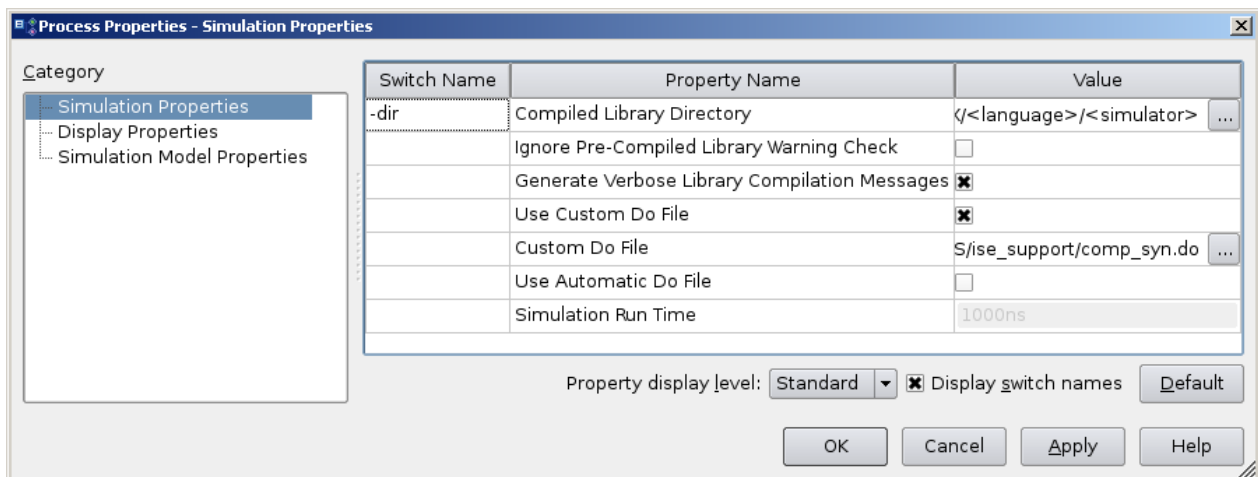 Process Properties - Simulation Properties
Category
Simulation Properties
Display Properties
Simulation Model Properties
Switch Name Property Name Value
-dir Compiled Library Directory /<language>/<simulator> ...
Ignore Pre-Compiled Library Warning Check
Generate Verbose Library Compilation Messages
Use Custom Do File
Custom Do File S/ise_support/comp_syn.do ...
Use Automatic Do File
Simulation Run Time 1000ns
Property display level: Standard Display switch names Default
OK Cancel Apply Help